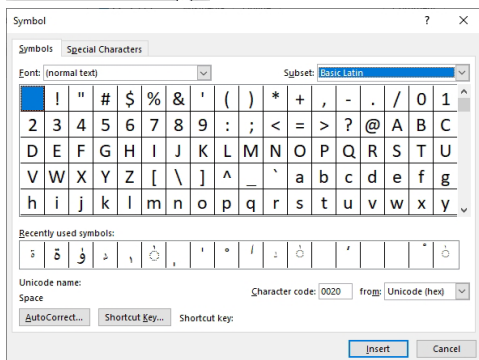 Symbol ? ×
Symbols Special Characters
Font: (normal text) Subset: Basic Latin
! " # $ % & ' ( ) * + , - . / 0 1
2 3 4 5 6 7 8 9 : ; < = > ? @ A B C
D E F G H I J K L M N O P Q R S T U
V W X Y Z [ \ ] ^ _ ` a b c d e f g
h i j k l m n o p q r s t u v w x y
Recently used symbols:
Unicode name:
Space
Character code: 0020 from: Unicode (hex)
AutoCorrect... Shortcut Key... Shortcut key:
Insert Cancel